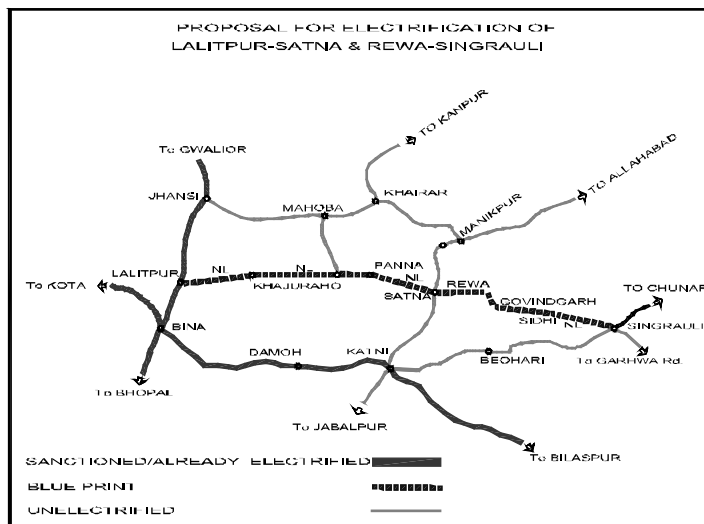 PROPOSAL FOR ELECTRIFICATION OF
LALITPUR-SATNA & REWA-SINGRAULI
To KANPUR
To GWALIOR
To ALLAHABAD
JHANSI
KHAIRAR
MAHOBA
MANIKPUR
LALITPUR
NL
NL
PANNA
NL
To KOTA
KHAJURAHO
SATNA
REWA
To CHUNAR
GOVINDGARH
SIDHI
NL
SINGRAULI
BINA
DAMOH
KATNI
BEOHARI
To GARHWA Rd.
To BHOPAL
To JABALPUR
To BILASPUR
SANCTIONED/ALREADY ELECTRIFIED
BLUE PRINT
UNELECTRIFIED